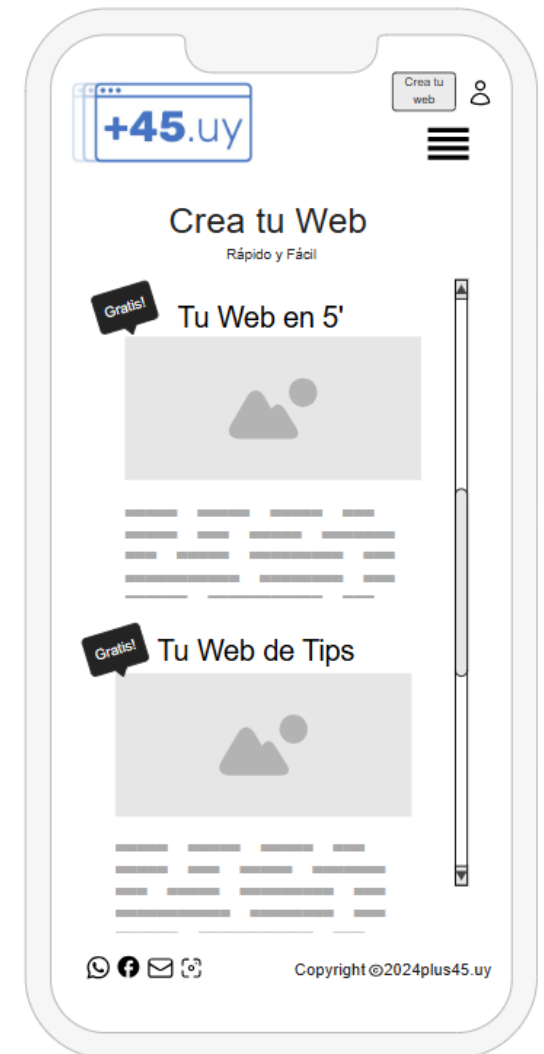 +45.uy
Crea tu
web
Crea tu Web
Rápido y Fácil
Gratis!
Tu Web en 5'
Gratis!
Tu Web de Tips
Copyright ©2024plus45.uy